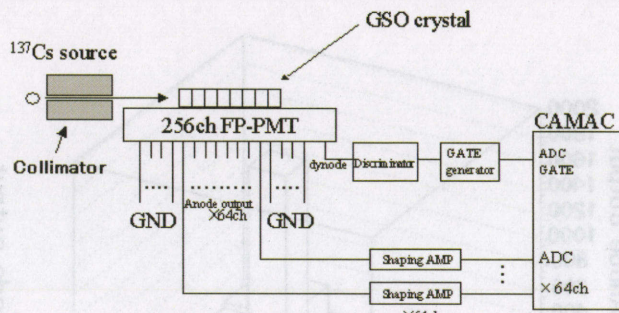 GSO crystal
¹³⁷Cs source
256ch FP-PMT
Collimator
dynode
Discriminator
GATE
generator
CAMAC
ADC
GATE
GND
Anode output
×64ch
GND
Shaping AMP
ADC
Shaping AMP
×64ch